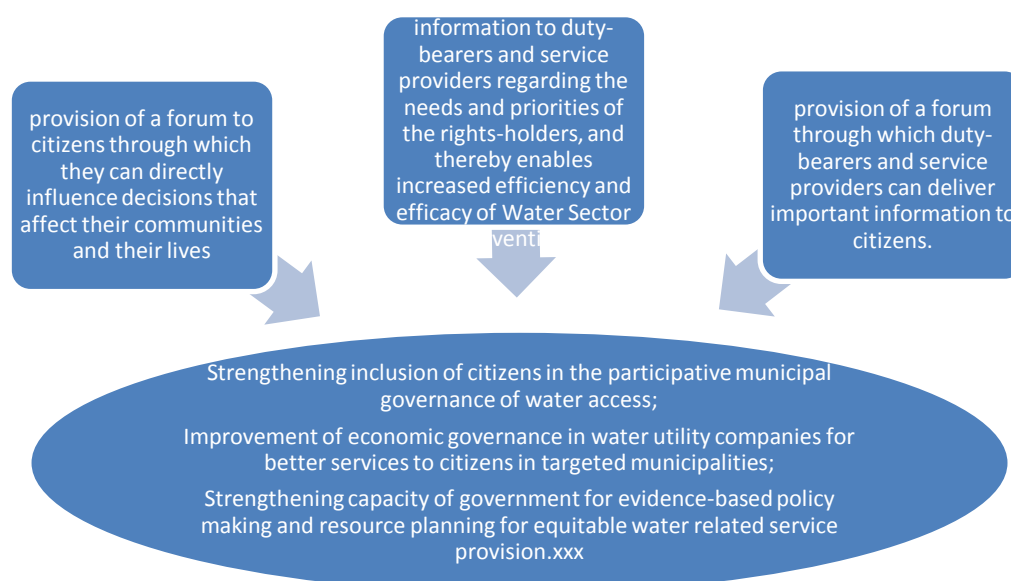 provision of a forum to
citizens through which
they can directly
influence decisions that
affect their communities
and their lives
information to duty-
bearers and service
providers regarding the
needs and priorities of
the rights-holders, and
thereby enables
increased efficiency and
efficacy of Water Sector
provision of a forum
through which duty-
bearers and service
providers can deliver
important information to
citizens.
Strengthening inclusion of citizens in the participative municipal
governance of water access;
Improvement of economic governance in water utility companies for
better services to citizens in targeted municipalities;
Strengthening capacity of government for evidence-based policy
making and resource planning for equitable water related service
provision.xxx